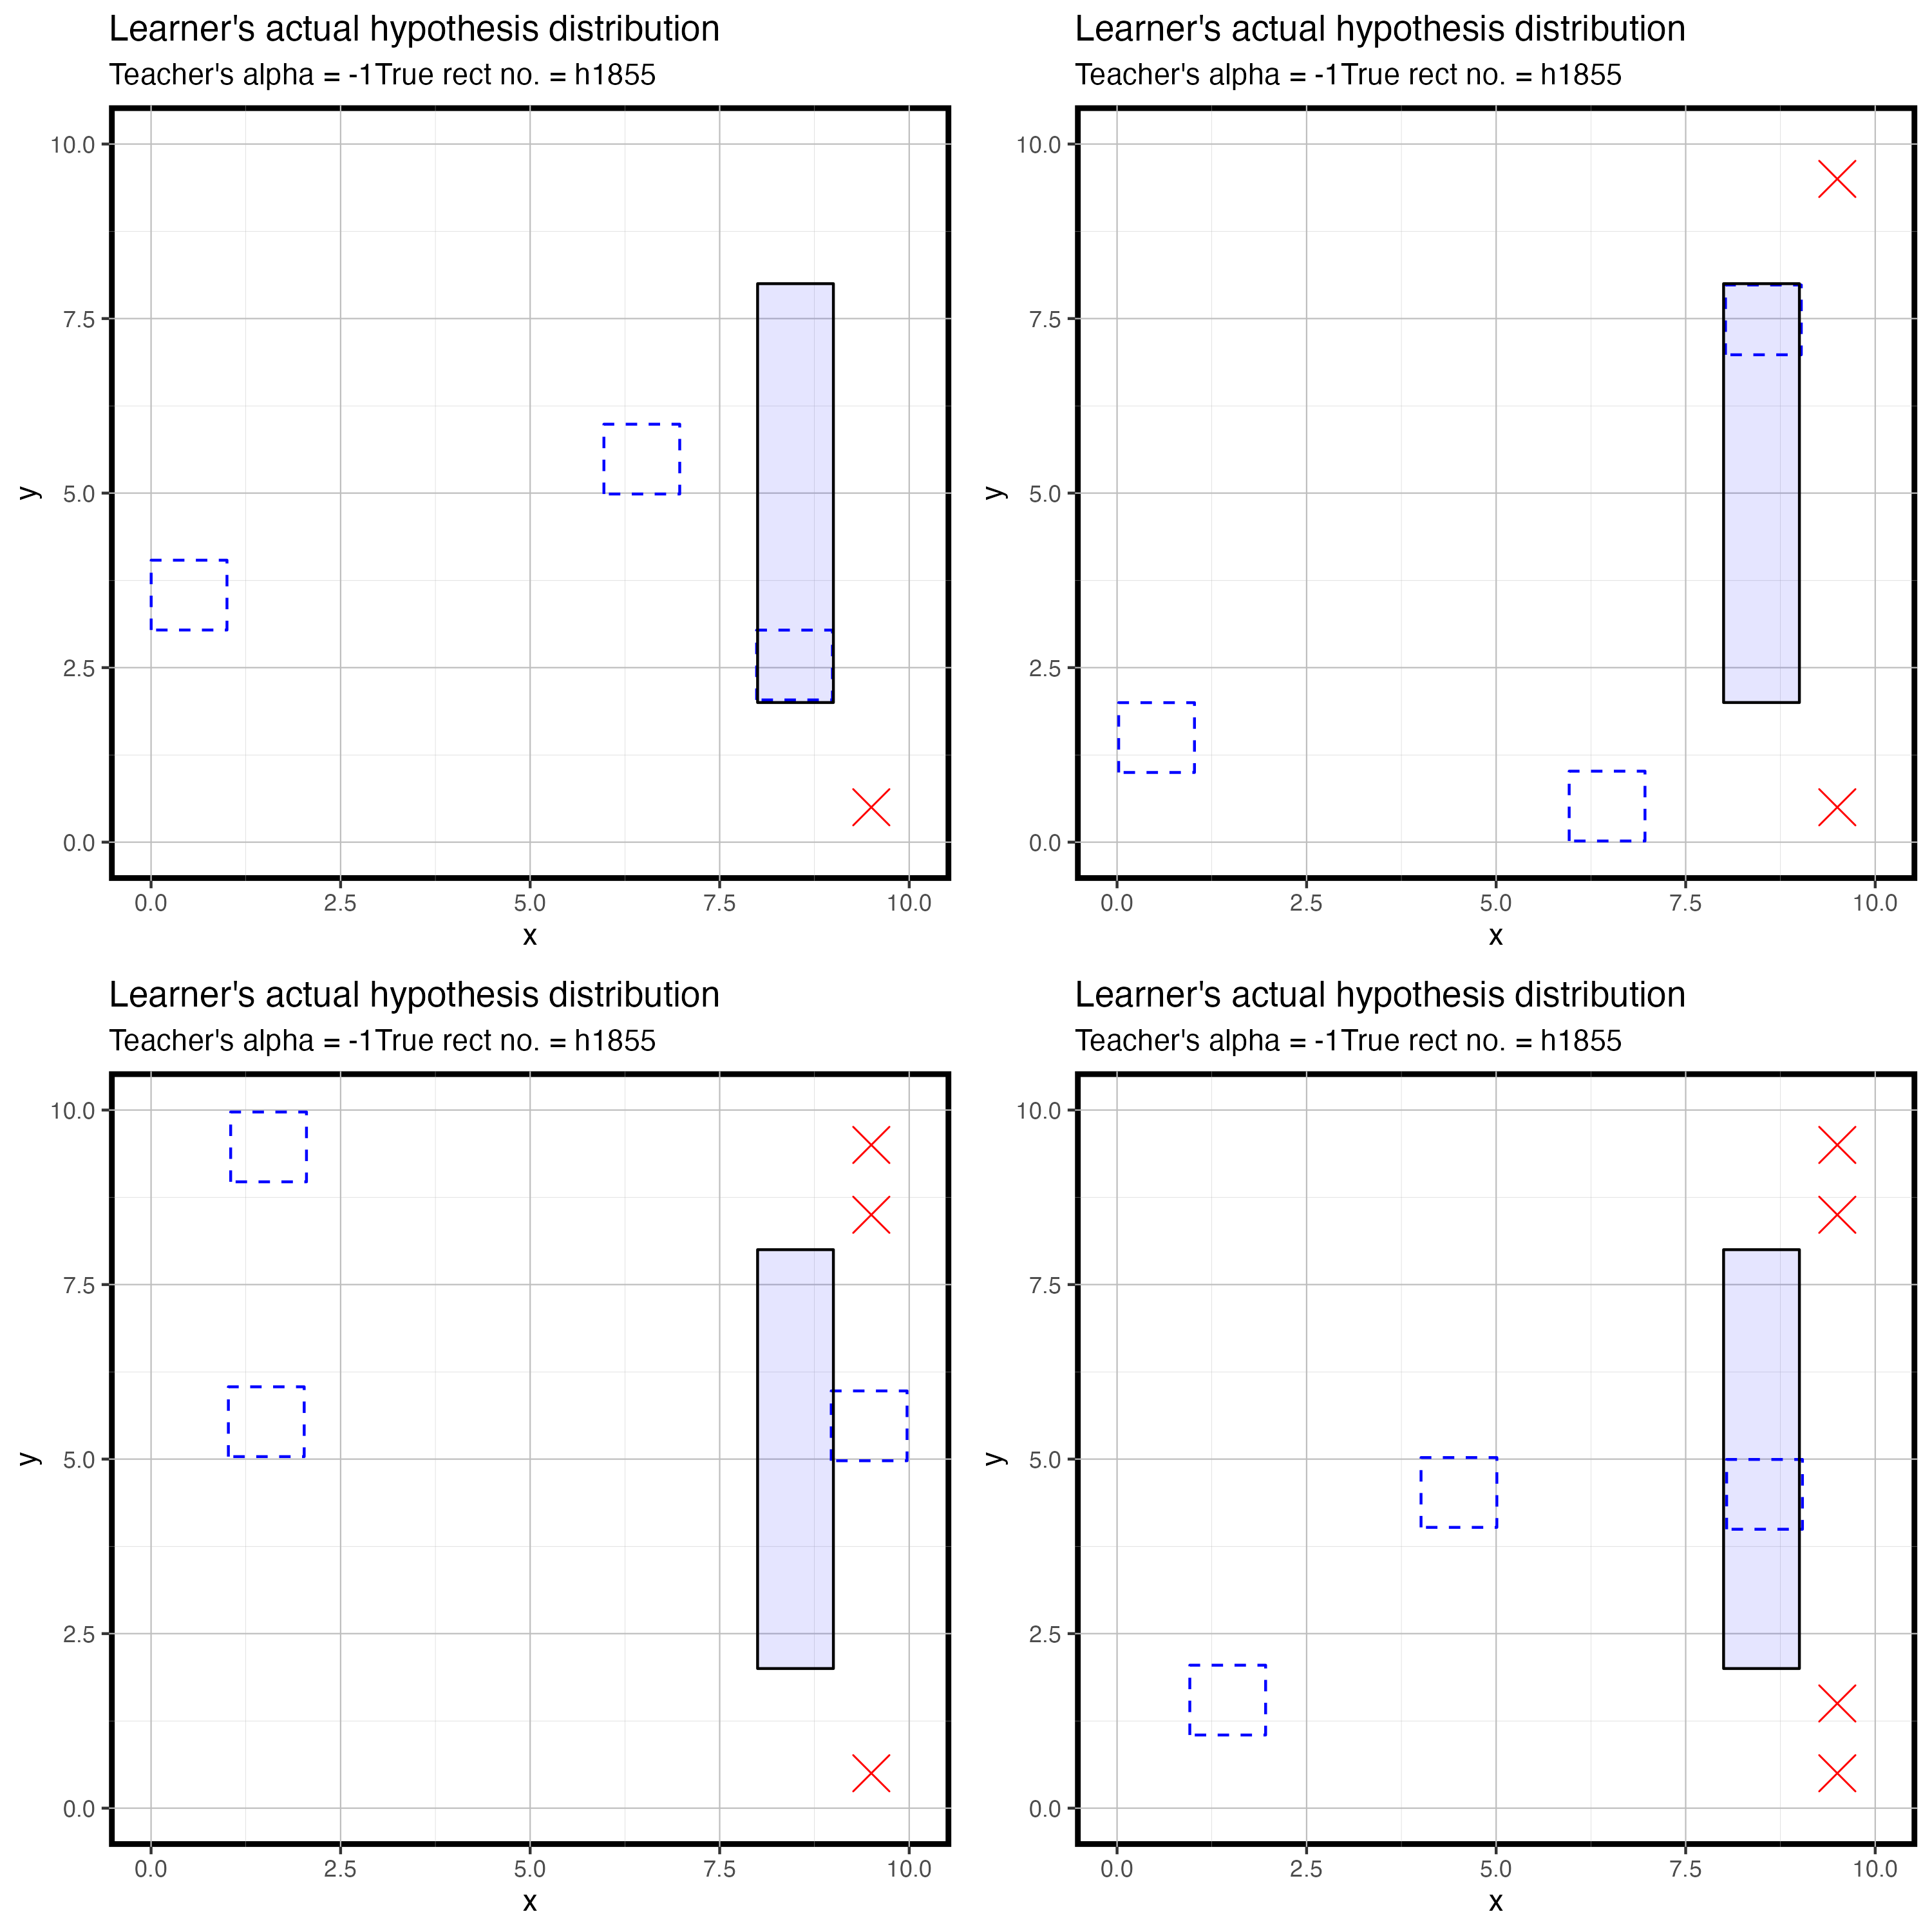 Learner's actual hypothesis distribution
Teacher's alpha = -1True rect no. = h1855
10.0
7.5
5.0
2.5
0.0
y
0.0 2.5 5.0 7.5 10.0
x
Learner's actual hypothesis distribution
Teacher's alpha = -1True rect no. = h1855
10.0
7.5
5.0
2.5
0.0
y
0.0 2.5 5.0 7.5 10.0
x
Learner's actual hypothesis distribution
Teacher's alpha = -1True rect no. = h1855
10.0
7.5
5.0
2.5
0.0
y
0.0 2.5 5.0 7.5 10.0
x
Learner's actual hypothesis distribution
Teacher's alpha = -1True rect no. = h1855
10.0
7.5
5.0
2.5
0.0
y
0.0 2.5 5.0 7.5 10.0
x